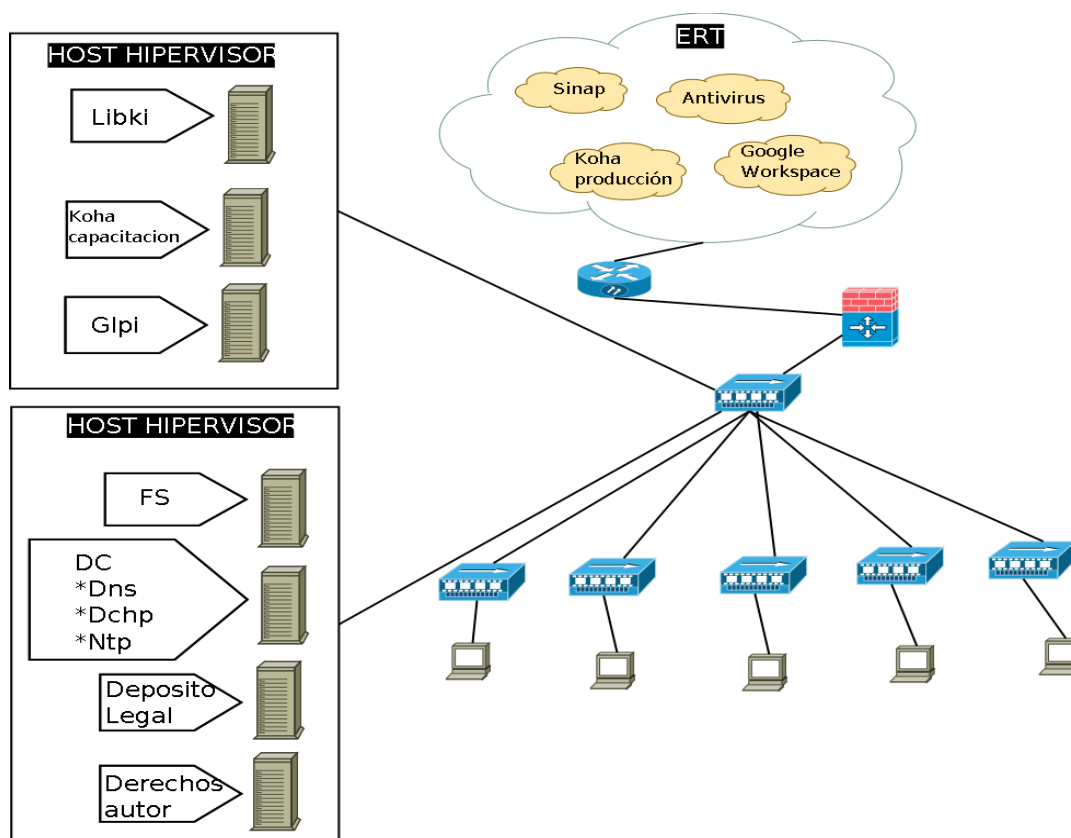 HOST HIPERVISOR
Libki
Koha
capacitacion
Glpi
ERT
Sinap
Antivirus
Koha
producción
Google
Workspace
HOST HIPERVISOR
FS
DC
*Dns
*Dchp
*Ntp
Deposito
Legal
Derechos
autor